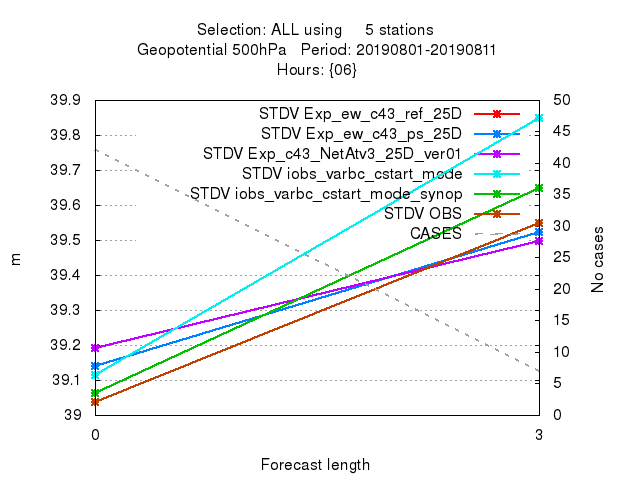 Selection: ALL using 5 stations
Geopotential 500hPa Period: 20190801-20190811
Hours: {06}
39.9
39.8
39.7
39.6
39.5
39.4
39.3
39.2
39.1
39
50
45
40
35
30
25
20
15
10
5
0
STDV Exp_ew_c43_ref_25D
STDV Exp_ew_c43_ps_25D
STDV Exp_c43_NetAtv3_25D_ver01
STDV iobs_varbc_cstart_mode
STDV iobs_varbc_cstart_mode_synop
STDV OBS
CASES
m
No cases
0
3
Forecast length